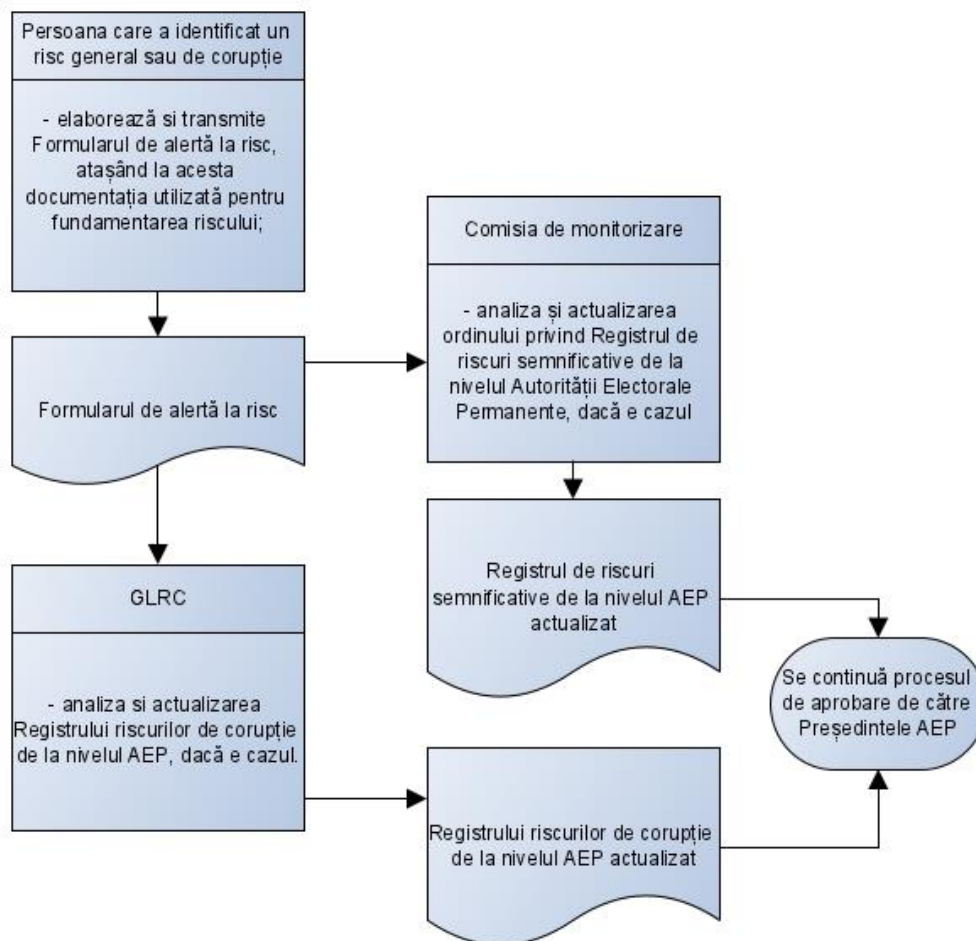 Persoana care a identificat un
risc general sau de corupție
- elaborează si transmite
Formularul de alertă la risc,
atașând la acesta
documentația utilizată pentru
fundamentarea riscului;
Formularul de alertă la risc
Comisia de monitorizare
- analiza și actualizarea
ordinului privind Registrul de
riscuri semnificative de la
nivelul Autorității Electorale
Permanente, dacă e cazul
GLRC
- analiza si actualizarea
Registrului riscurilor de corupție
de la nivelul AEP, dacă e cazul.
Registrul de riscuri
semnificative de la nivelul AEP
actualizat
Registrului riscurilor de corupție
de la nivelul AEP actualizat
Se continuă procesul
de aprobare de către
Președintele AEP